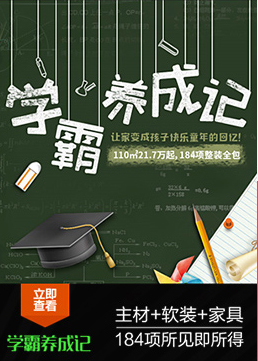 学霸养成记
让家变成孩子快乐童年的回忆!
110㎡21.7万起,184项整装全包
立即
查看
学霸养成记
主材+软装+家具
184项所见即所得